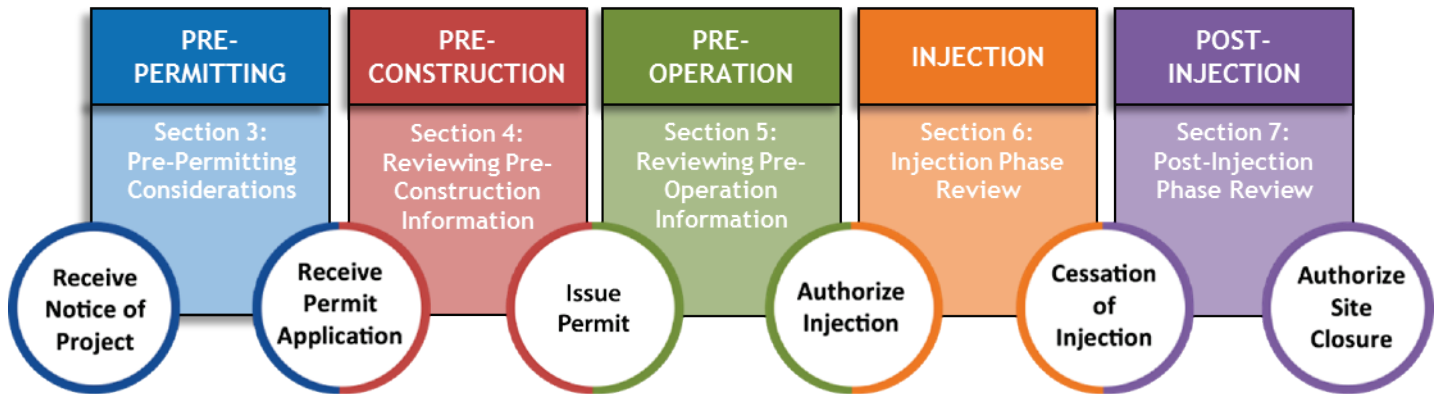 PRE-
PERMITTING
PRE-
CONSTRUCTION
PRE-
OPERATION
INJECTION
POST-
INJECTION
Section 3:
Pre-Permitting
Considerations
Section 4:
Reviewing Pre-
Construction
Information
Section 5:
Reviewing Pre-
Operation
Information
Section 6:
Injection Phase
Review
Section 7:
Post-Injection
Phase Review
Receive
Notice of
Project
Receive
Permit
Application
Issue
Permit
Authorize
Injection
Cessation
of
Injection
Authorize
Site
Closure